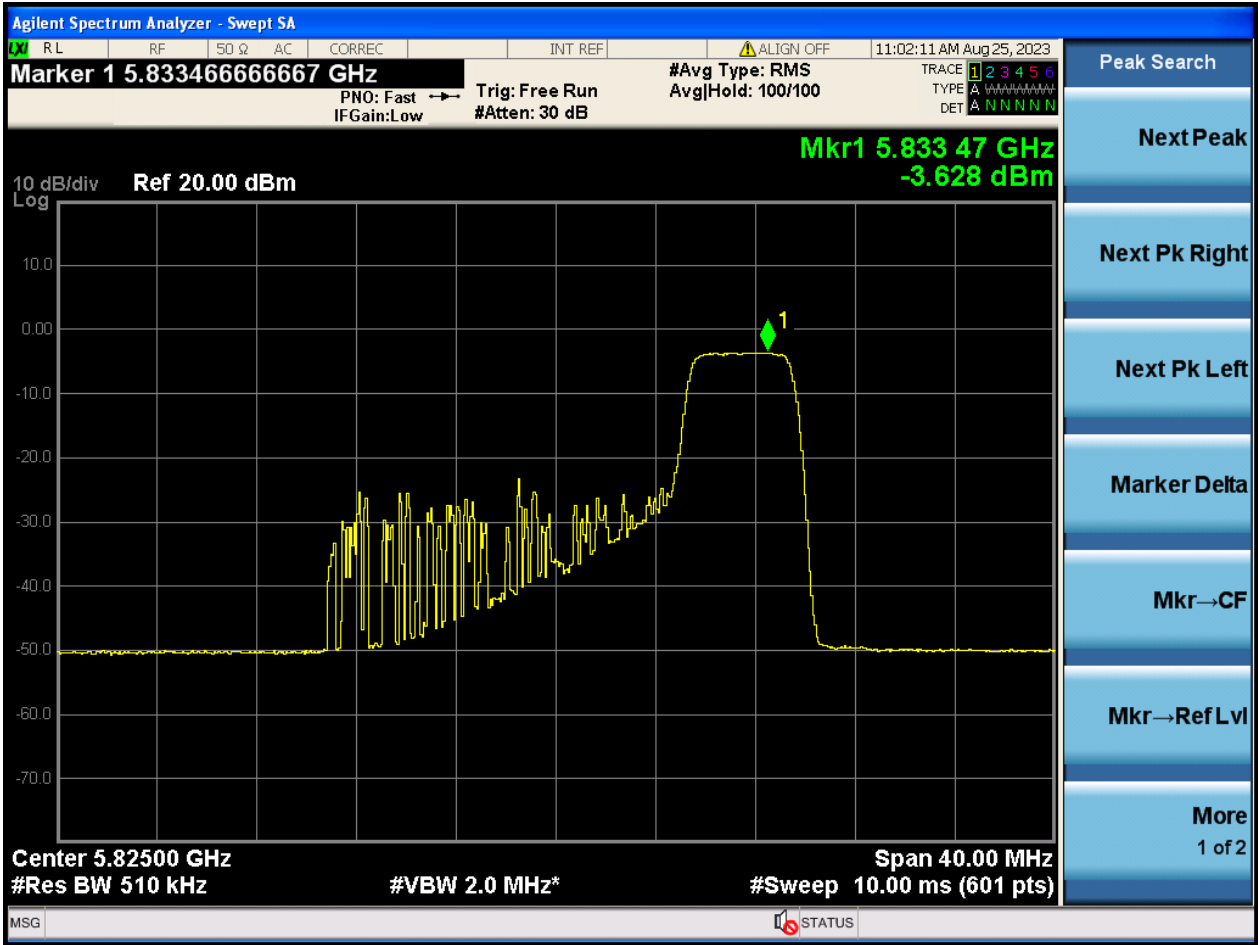 Agilent Spectrum Analyzer - Swept SA
LXI RL RF 50 Ω AC CORREC INT REF ALIGN OFF 11:02:11 AM Aug 25, 2023
Marker 1 5.833466666667 GHz
PNO: Fast
IFGain:Low
Trig: Free Run
#Atten: 30 dB
#Avg Type: RMS
Avg|Hold: 100/100
TRACE 1 2 3 4 5 6
TYPE A WWWWW
DET A N N N N N
Mkr1 5.833 47 GHz
-3.628 dBm
10 dB/div Ref 20.00 dBm
Log
10.0
0.00
-10.0
-20.0
-30.0
-40.0
-50.0
-60.0
-70.0
1
Center 5.82500 GHz Span 40.00 MHz
#Res BW 510 kHz #VBW 2.0 MHz* #Sweep 10.00 ms (601 pts)
MSG STATUS
Peak Search
Next Peak
Next Pk Right
Next Pk Left
Marker Delta
Mkr→CF
Mkr→Ref Lvl
More
1 of 2